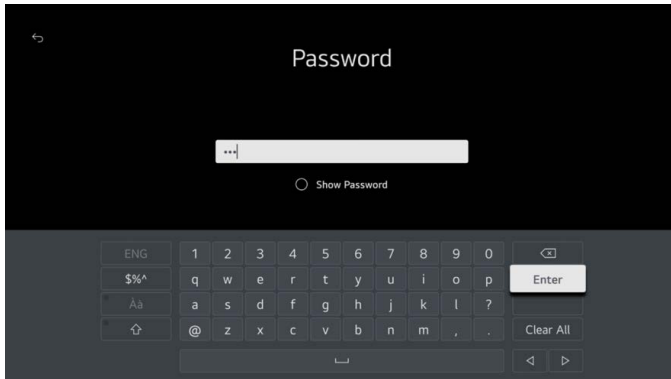 Password
•••
Show Password
ENG 1 2 3 4 5 6 7 8 9 0
$%^ q w e r t y u i o p Enter
Àà a s d f g h j k l ?
@ z x c v b n m , . Clear All